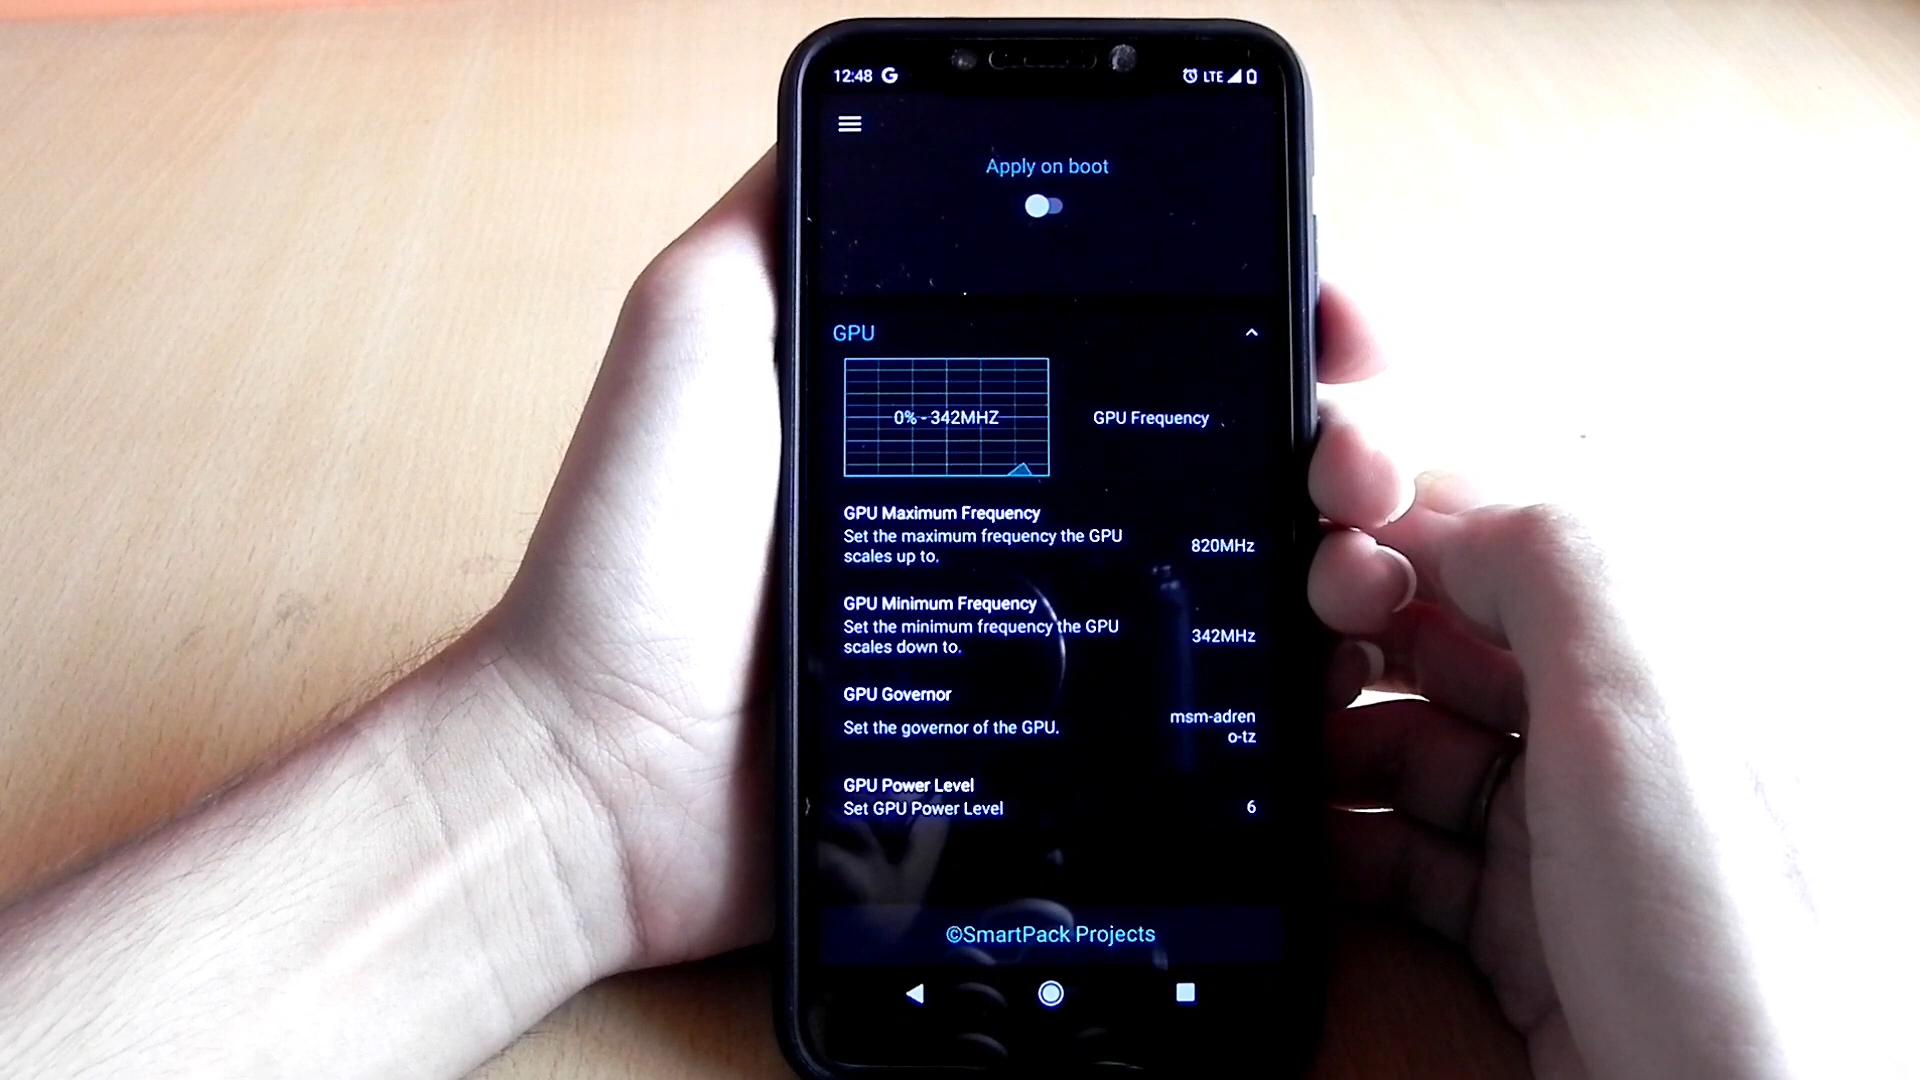 12:48 G LTE
Apply on boot
GPU
0% - 342MHZ
GPU Frequency
GPU Maximum Frequency
Set the maximum frequency the GPU
scales up to.
820MHz
GPU Minimum Frequency
Set the minimum frequency the GPU
scales down to.
342MHz
GPU Governor
Set the governor of the GPU.
msm-adren
o-tz
GPU Power Level
Set GPU Power Level
6
©SmartPack Projects